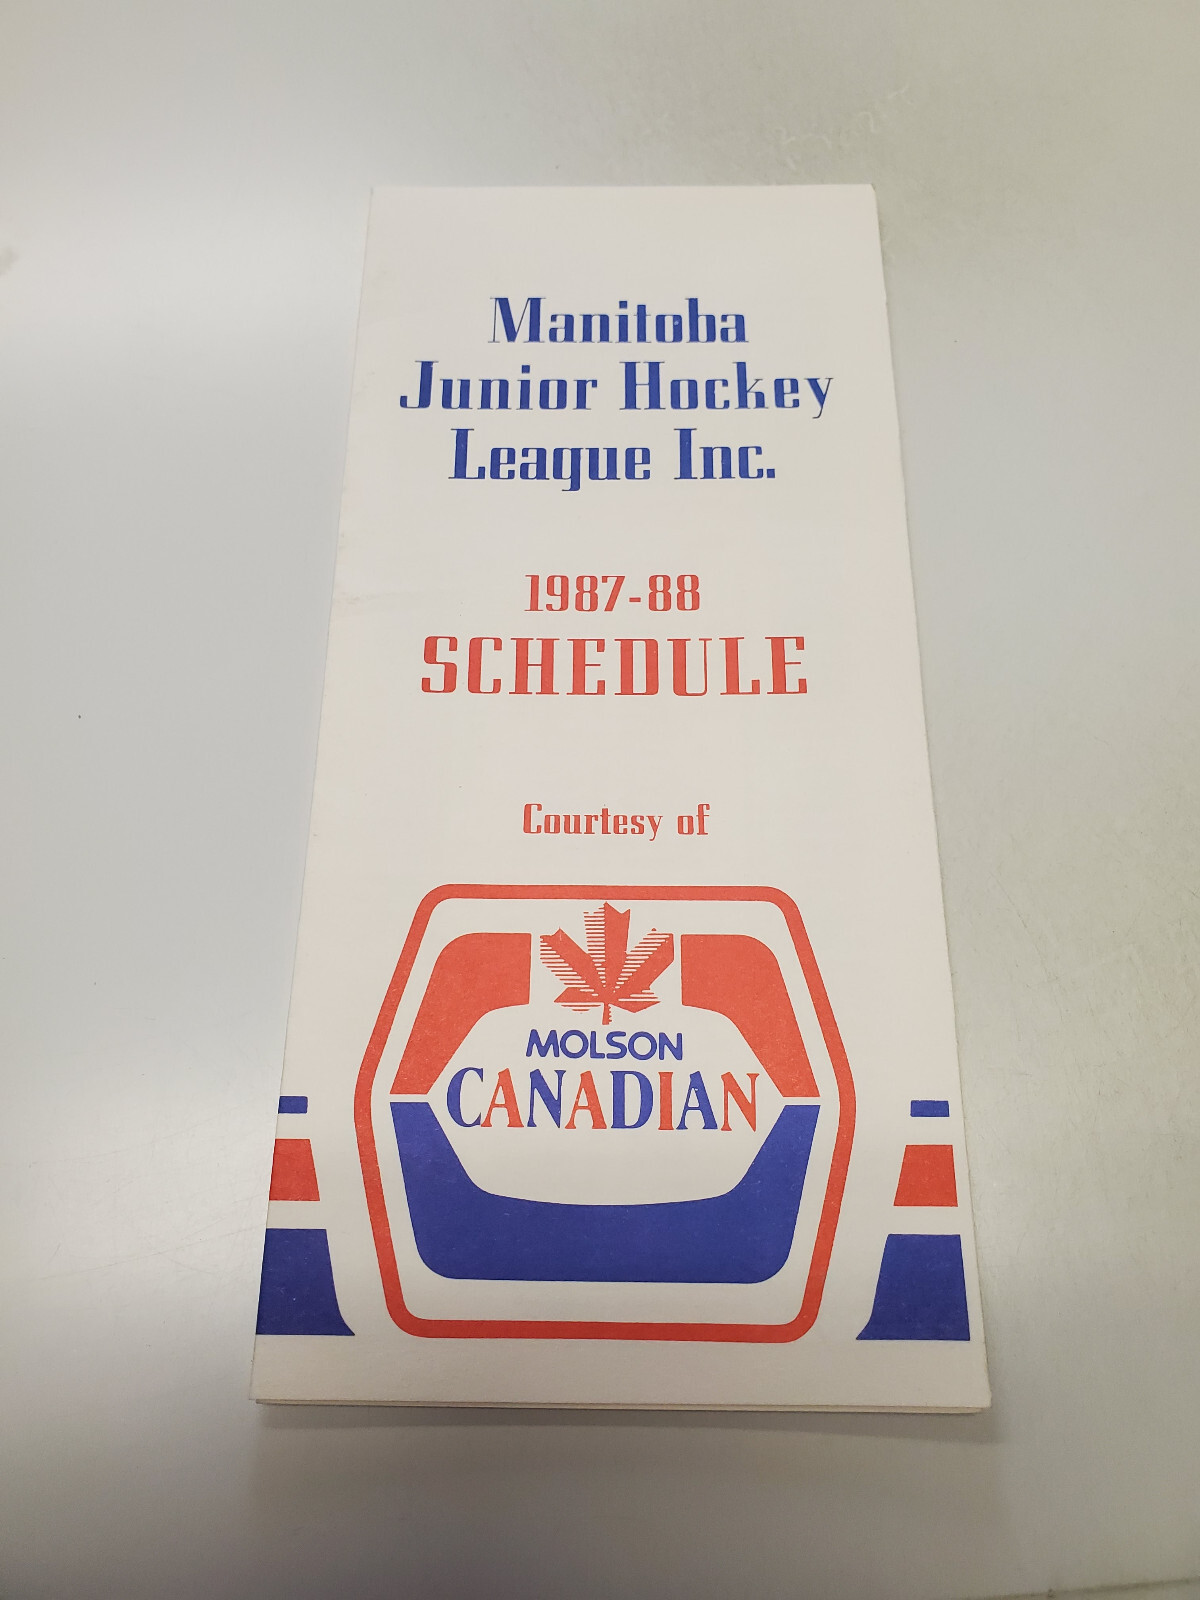 Manitoba
Junior Hockey
League Inc.
1987-88
SCHEDULE
Courtesy of
MOLSON
CANADIAN